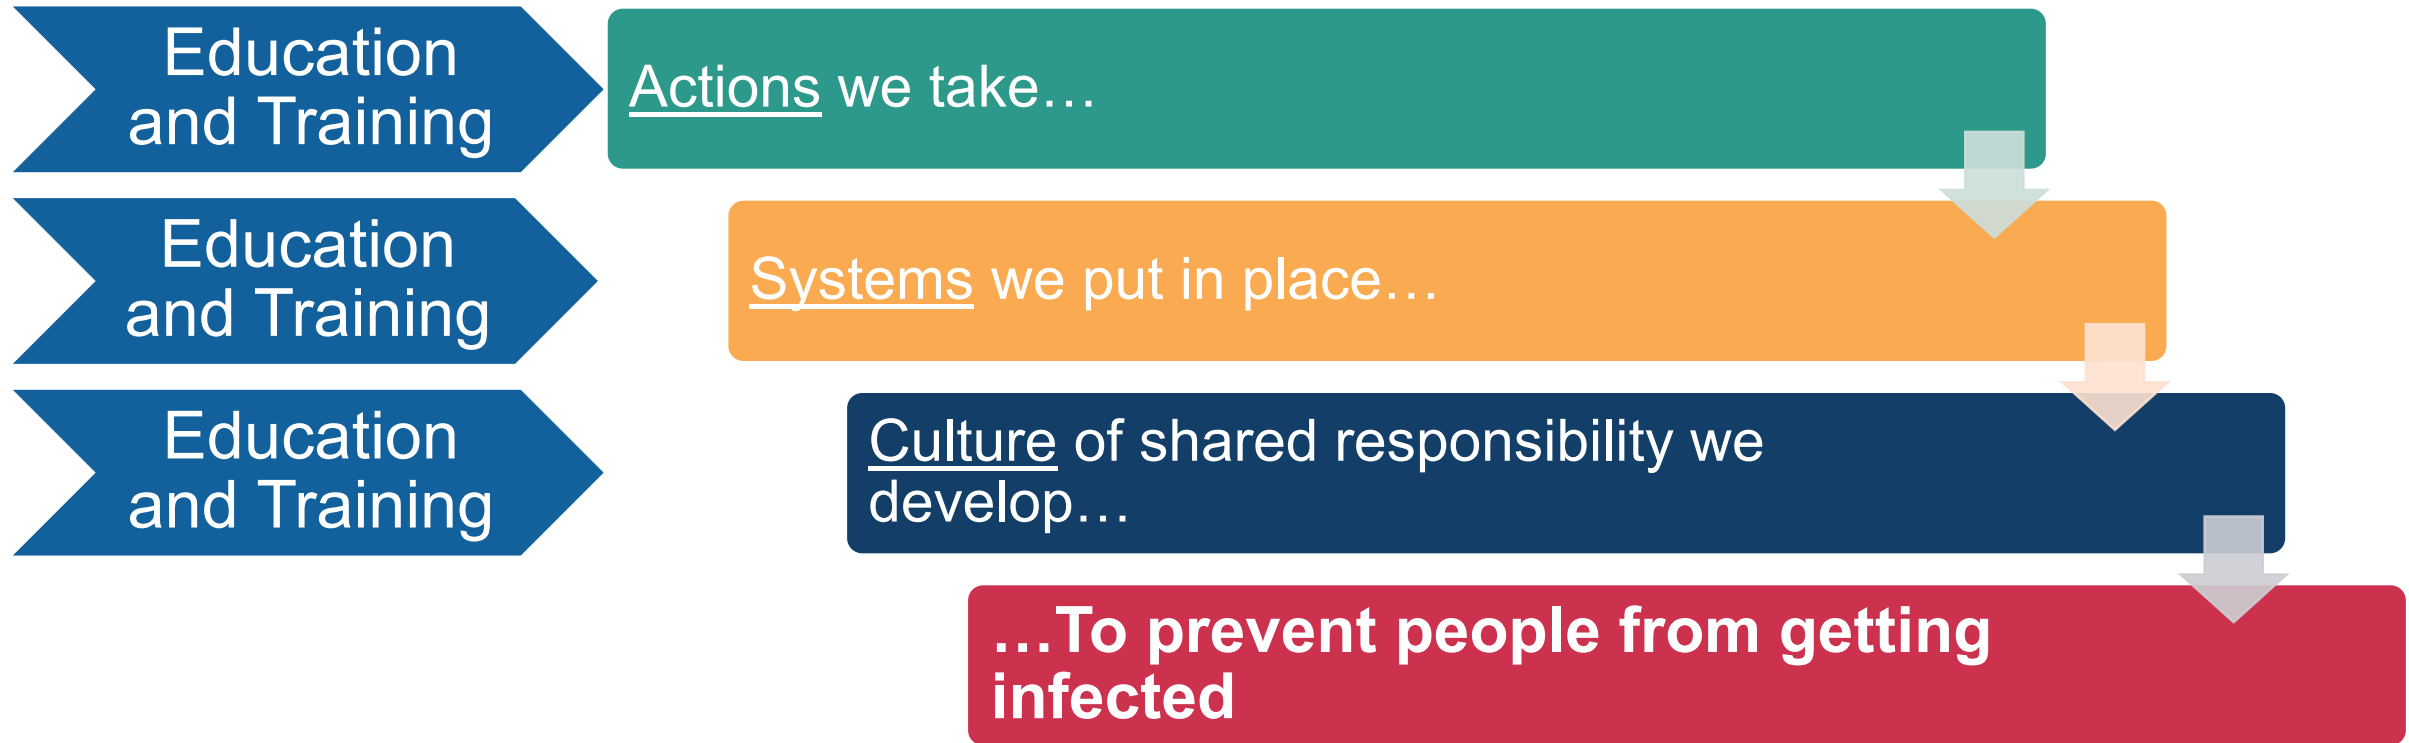 Education
and Training
Actions we take…
Education
and Training
Systems we put in place…
Education
and Training
Culture of shared responsibility we
develop…
…To prevent people from getting
infected